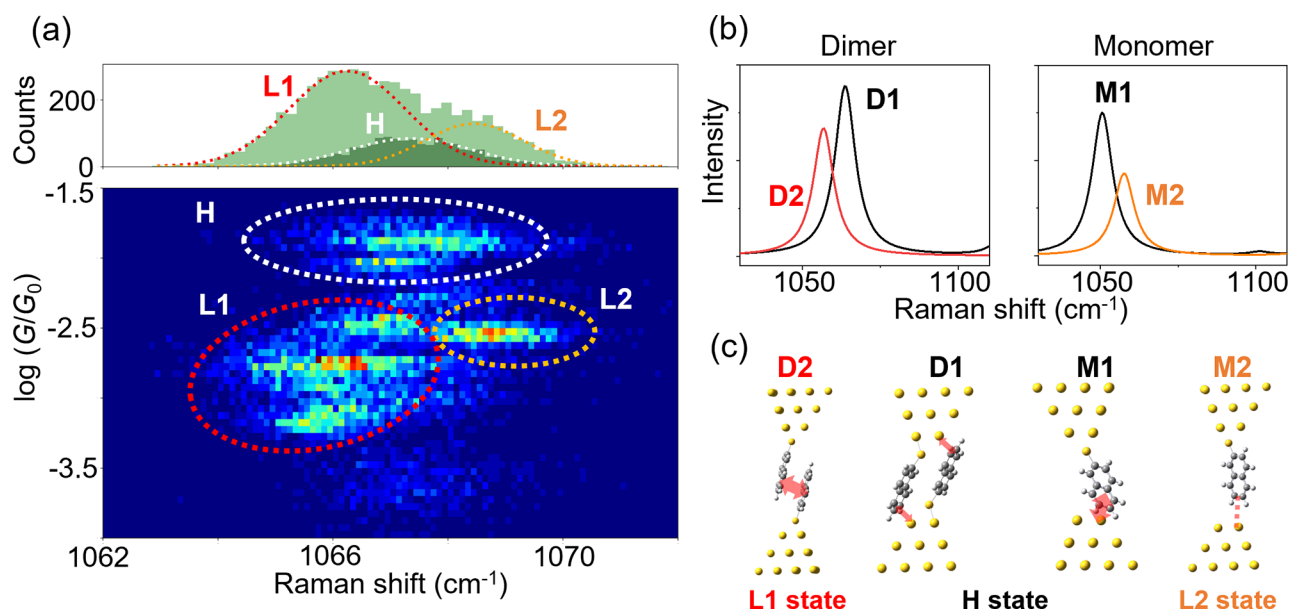 (a)
Counts
200
0
L1
H
L2
log (G/G0)
-1.5
-2.5
-3.5
H
L1
L2
1062
1066
1070
Raman shift (cm-1)
(b)
Dimer
Monomer
Intensity
D1
D2
M1
M2
1050
1100
1050
1100
Raman shift (cm-1)
(c)
D2
D1
M1
M2
L1 state
H state
L2 state